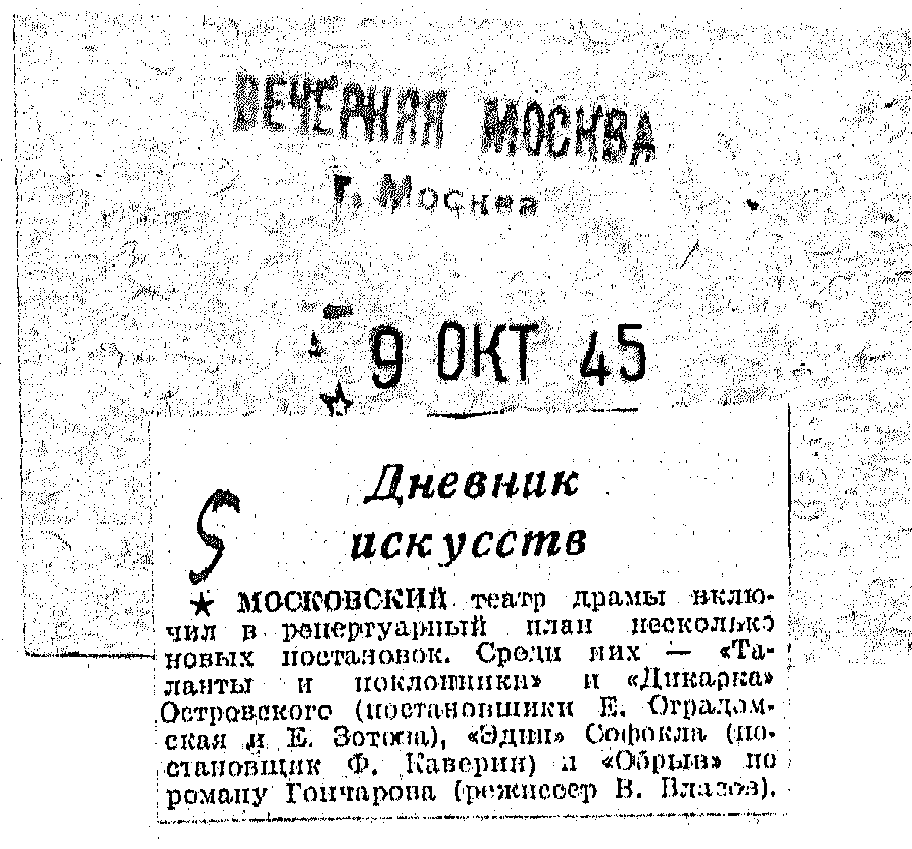 ВЕЧЕРНЯЯ МОСКВА
г. Москва
9 ОКТ 45
Дневник
искусств
★ МОСКОВСКИЙ театр драмы вклю-
чил в репертуарный план несколько
новых постановок. Среди них — «Та-
ланты и поклонники» и «Дикарка»
Островского (постановщики Е. Оградом-
ская и Е. Зотова), «Эдип» Софокла (по-
становщик Ф. Каверин) и «Обрыв» по
роману Гончарова (режиссер В. Власов).